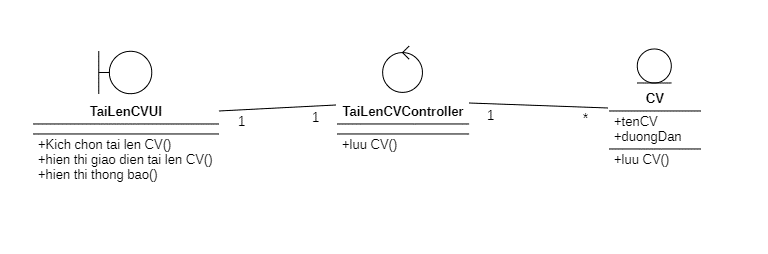 TaiLenCVUI
+Kich chon tai len CV()
+hien thi giao dien tai len CV()
+hien thi thong bao()
1
1
TaiLenCVController
+luu CV()
1
*
CV
+tenCV
+duongDan
+luu CV()